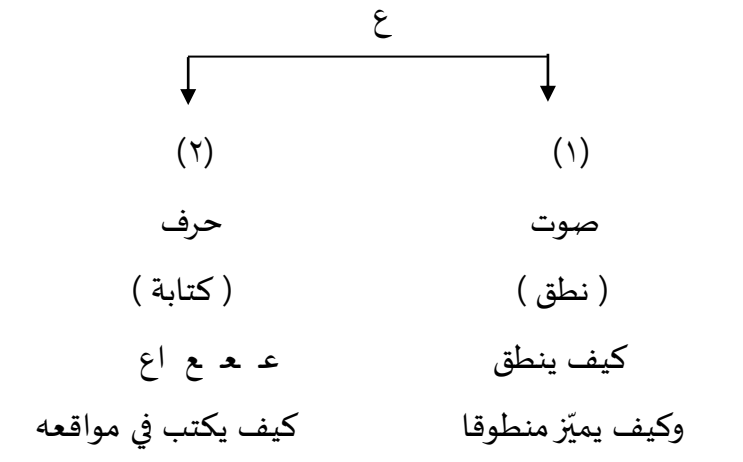 ع
(١) (٢)
صوت حرف
( نطق ) ( كتابة )
كيف ينطق عـ ـعـ ـع اع
وكيف يميّز منطوقا كيف يكتب في مواقعه